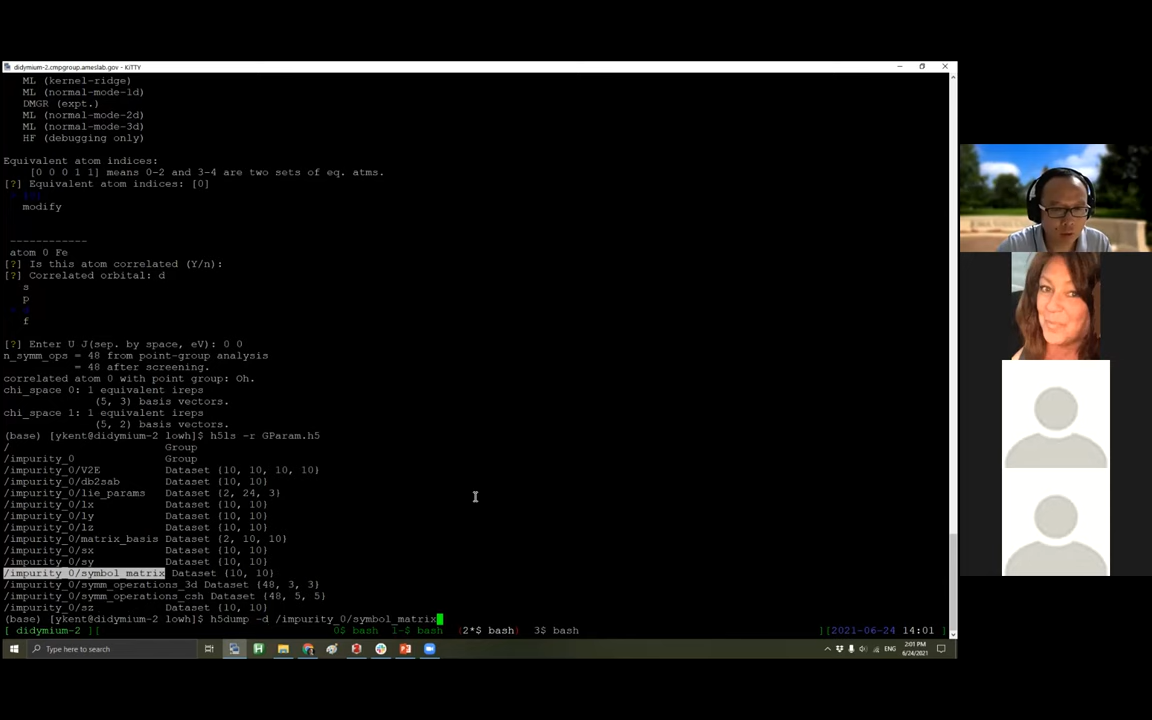 didymium-2.cmpgroup.ameslab.gov - KiTTY
ML (kernel-ridge)
ML (normal-mode-1d)
DMGR (expt.)
ML (normal-mode-2d)
ML (normal-mode-3d)
HF (debugging only)
Equivalent atom indices:
[0 0 0 1 1] means 0-2 and 3-4 are two sets of eq. atms.
[?] Equivalent atom indices: [0]
modify
------------
atom 0 Fe
[?] Is this atom correlated (Y/n):
[?] Correlated orbital: d
s
p
f
[?] Enter U J(sep. by space, eV): 0 0
n_symm_ops = 48 from point-group analysis
= 48 after screening.
correlated atom 0 with point group: Oh.
chi_space 0: 1 equivalent ireps
(5, 3) basis vectors.
chi_space 1: 1 equivalent ireps
(5, 2) basis vectors.
(base) [ykent@didymium-2 lowh]$ h5ls -r GParam.h5
/ Group
/impurity_0 Group
/impurity_0/V2E Dataset {10, 10, 10, 10}
/impurity_0/db2sab Dataset {10, 10}
/impurity_0/lie_params Dataset {2, 24, 3}
/impurity_0/lx Dataset {10, 10}
/impurity_0/ly Dataset {10, 10}
/impurity_0/lz Dataset {10, 10}
/impurity_0/matrix_basis Dataset {2, 10, 10}
/impurity_0/sx Dataset {10, 10}
/impurity_0/sy Dataset {10, 10}
/impurity_0/symbol_matrix Dataset {10, 10}
/impurity_0/symm_operations_3d Dataset {48, 3, 3}
/impurity_0/symm_operations_csh Dataset {48, 5, 5}
/impurity_0/sz Dataset {10, 10}
(base) [ykent@didymium-2 lowh]$ h5dump -d /impurity_0/symbol_matrix
[ didymium-2 ][ 0$ bash 1-$ bash (2*$ bash) 3$ bash ][2021-06-24 14:01 ]
Type here to search
ENG
2:01 PM
6/24/2021